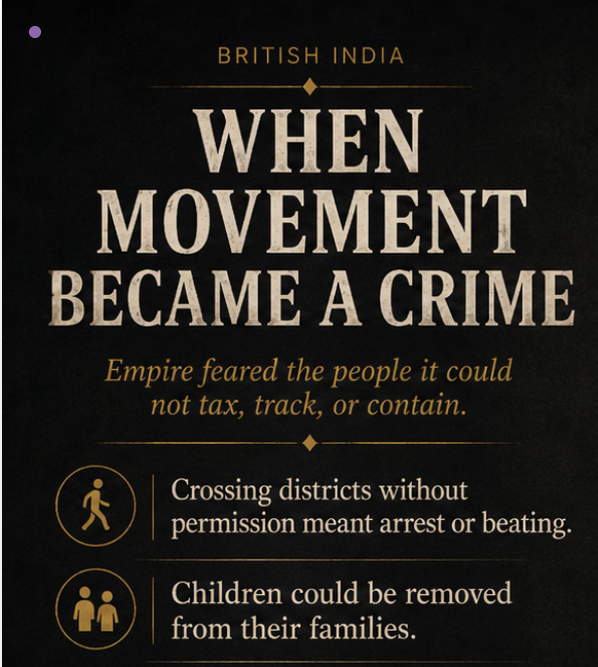 BRITISH INDIA
WHEN
MOVEMENT
BECAME A CRIME
Empire feared the people it could
not tax, track, or contain.
Crossing districts without
permission meant arrest or beating.
Children could be removed
from their families.